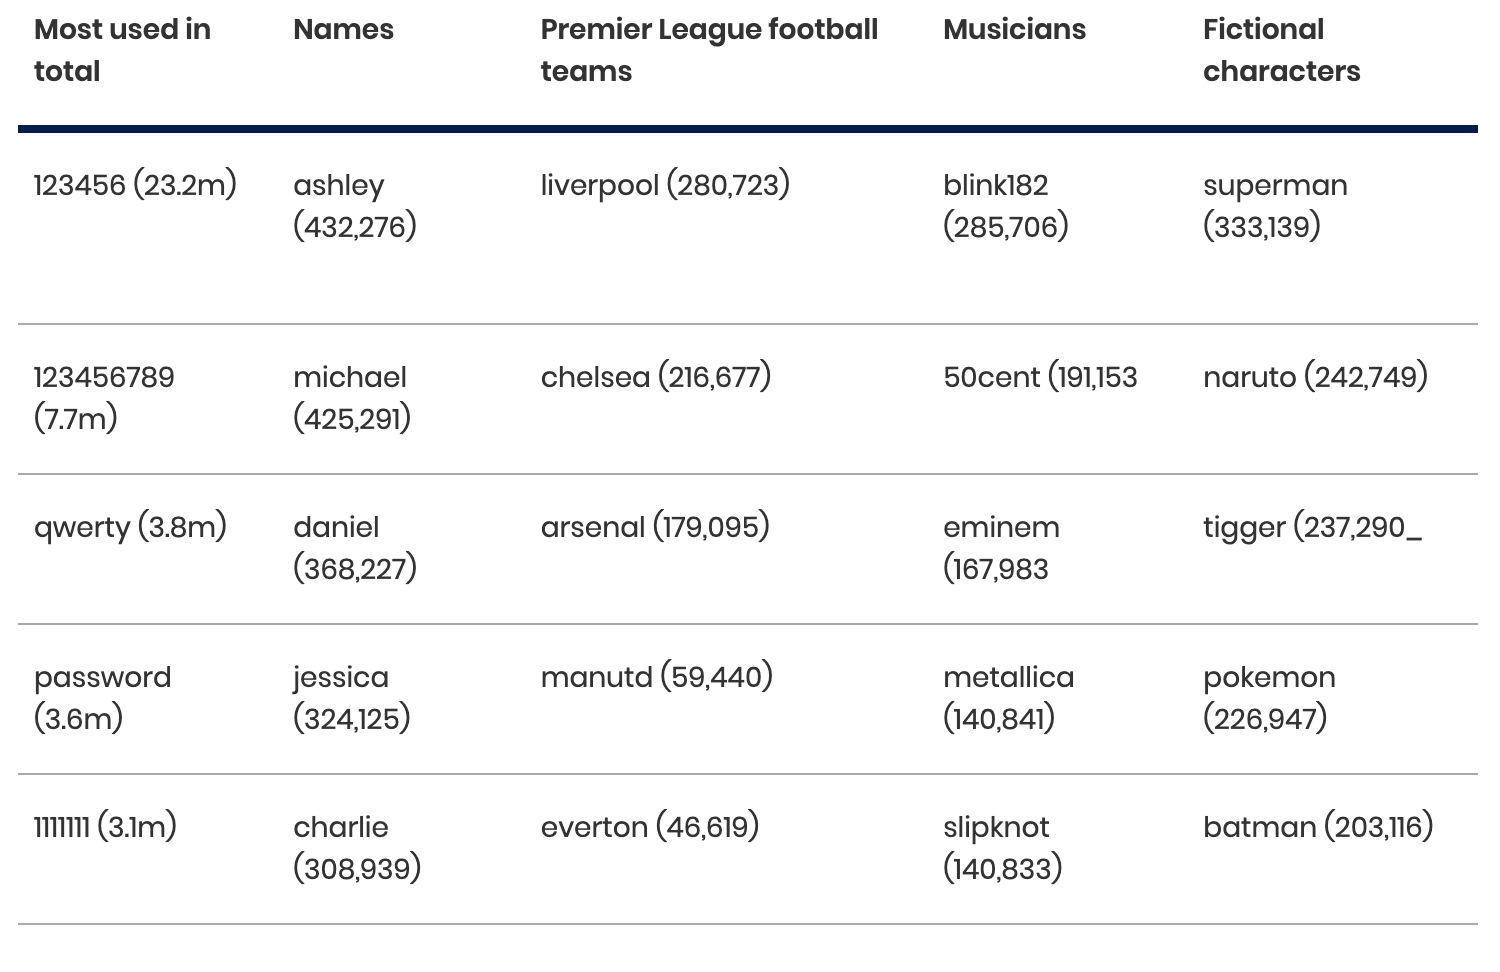 Most used in
total
Names
Premier League football
teams
Musicians
Fictional
characters
123456 (23.2m)
ashley
(432,276)
liverpool (280,723)
blink182
(285,706)
superman
(333,139)
123456789
(7.7m)
michael
(425,291)
chelsea (216,677)
50cent (191,153
naruto (242,749)
qwerty (3.8m)
daniel
(368,227)
arsenal (179,095)
eminem
(167,983
tigger (237,290_
password
(3.6m)
jessica
(324,125)
manutd (59,440)
metallica
(140,841)
pokemon
(226,947)
1111111 (3.1m)
charlie
(308,939)
everton (46,619)
slipknot
(140,833)
batman (203,116)